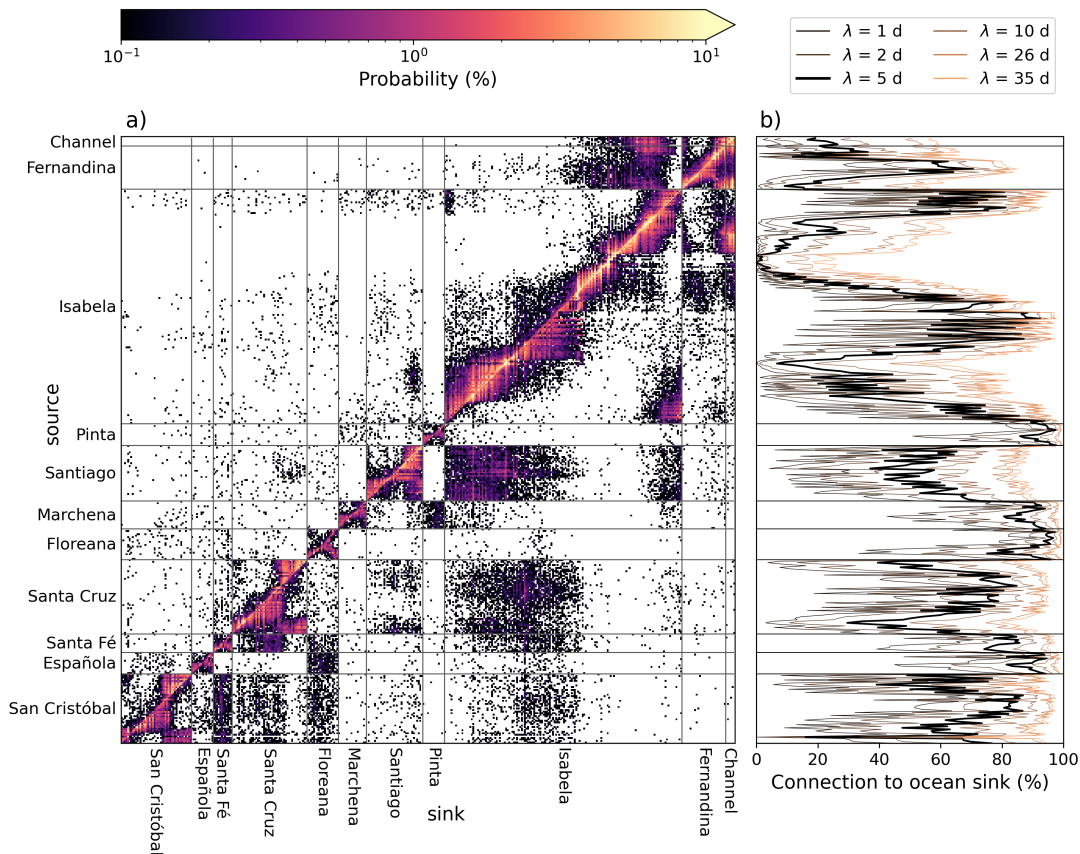 10⁻¹ 10⁰ 10¹
Probability (%)
λ = 1 d
λ = 2 d
λ = 5 d
λ = 10 d
λ = 26 d
λ = 35 d
a)
b)
source
Channel
Fernandina
Isabela
Pinta
Santiago
Marchena
Floreana
Santa Cruz
Santa Fé
Española
San Cristóbal
San Cristóbal
Española
Santa Fé
Santa Cruz
Floreana
Marchena
Santiago
Pinta
Isabela
Fernandina
Channel
sink
0 20 40 60 80 100
Connection to ocean sink (%)